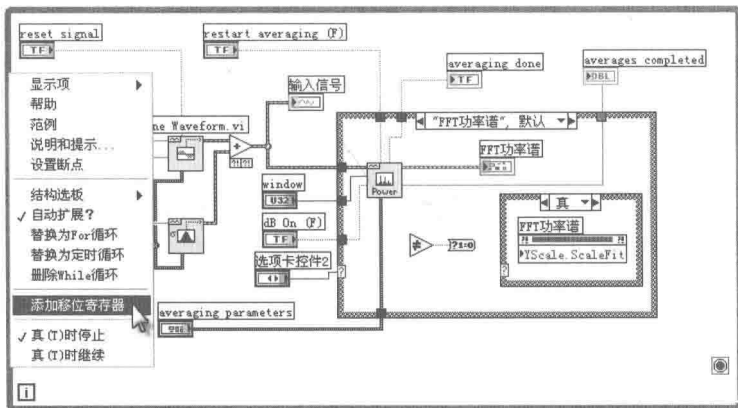 reset signal
TF
restart averaging (F)
TF
averaging done
TF
averages completed
DBL
显示项
帮助
范例
说明和提示...
设置断点
结构选板
✓ 自动扩展?
替换为For循环
替换为定时循环
删除While循环
添加移位寄存器
✓ 真(T)时停止
真(T)时继续
ne Waveform.vi
输入信号
"FFT功率谱", 默认
FFT功率谱
Power
window
U32
dB On (F)
TF
选项卡控件2
averaging parameters
真
FFT功率谱
YScale.ScaleFit
?1:0
i